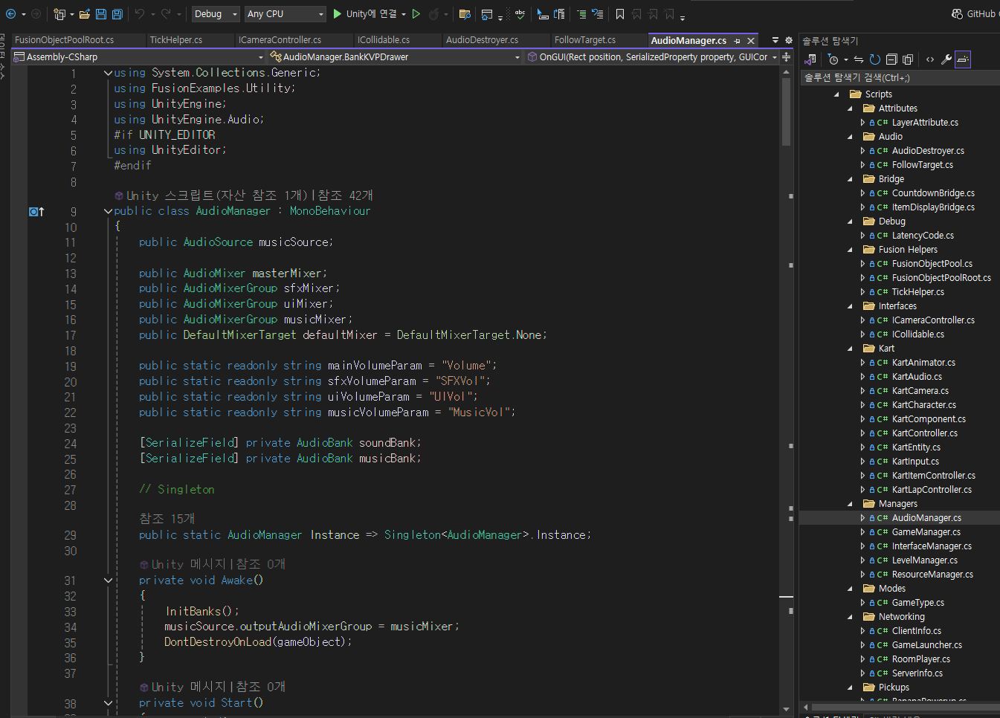 Debug
Any CPU
Unity에 연결
GitHub
FusionObjectPoolRoot.cs
TickHelper.cs
ICameraController.cs
ICollidable.cs
AudioDestroyer.cs
FollowTarget.cs
AudioManager.cs
Assembly-CSharp
AudioManager.BankKVPDrawer
OnGUI(Rect position, SerializedProperty property, GUICor
1 using System.Collections.Generic;
2 using FusionExamples.Utility;
3 using UnityEngine;
4 using UnityEngine.Audio;
5 #if UNITY_EDITOR
6 using UnityEditor;
7 #endif
8
Unity 스크립트(자산 참조 1개)|참조 42개
9 public class AudioManager : MonoBehaviour
10 {
11 public AudioSource musicSource;
12
13 public AudioMixer masterMixer;
14 public AudioMixerGroup sfxMixer;
15 public AudioMixerGroup uiMixer;
16 public AudioMixerGroup musicMixer;
17 public DefaultMixerTarget defaultMixer = DefaultMixerTarget.None;
18
19 public static readonly string mainVolumeParam = "Volume";
20 public static readonly string sfxVolumeParam = "SFXVol";
21 public static readonly string uiVolumeParam = "UIVol";
22 public static readonly string musicVolumeParam = "MusicVol";
23
24 [SerializeField] private AudioBank soundBank;
25 [SerializeField] private AudioBank musicBank;
26
27 // Singleton
28
참조 15개
29 public static AudioManager Instance => Singleton<AudioManager>.Instance;
30
Unity 메시지|참조 0개
31 private void Awake()
32 {
33 InitBanks();
34 musicSource.outputAudioMixerGroup = musicMixer;
35 DontDestroyOnLoad(gameObject);
36 }
37
Unity 메시지|참조 0개
38 private void Start()
솔루션 탐색기
솔루션 탐색기 검색(Ctrl+;)
Scripts
Attributes
C# LayerAttribute.cs
Audio
C# AudioDestroyer.cs
C# FollowTarget.cs
Bridge
C# CountdownBridge.cs
C# ItemDisplayBridge.cs
Debug
C# LatencyCode.cs
Fusion Helpers
C# FusionObjectPool.cs
C# FusionObjectPoolRoot.cs
C# TickHelper.cs
Interfaces
C# ICameraController.cs
C# ICollidable.cs
Kart
C# KartAnimator.cs
C# KartAudio.cs
C# KartCamera.cs
C# KartCharacter.cs
C# KartComponent.cs
C# KartController.cs
C# KartEntity.cs
C# KartInput.cs
C# KartItemController.cs
C# KartLapController.cs
Managers
C# AudioManager.cs
C# GameManager.cs
C# InterfaceManager.cs
C# LevelManager.cs
C# ResourceManager.cs
Modes
C# GameType.cs
Networking
C# ClientInfo.cs
C# GameLauncher.cs
C# RoomPlayer.cs
C# ServerInfo.cs
Pickups